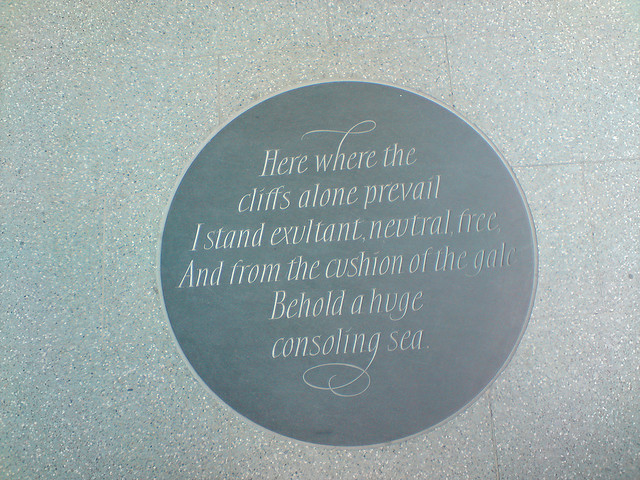 Here where the
cliffs alone prevail
I stand exultant, neutral, free,
And from the cushion of the gale
Behold a huge
consoling sea.